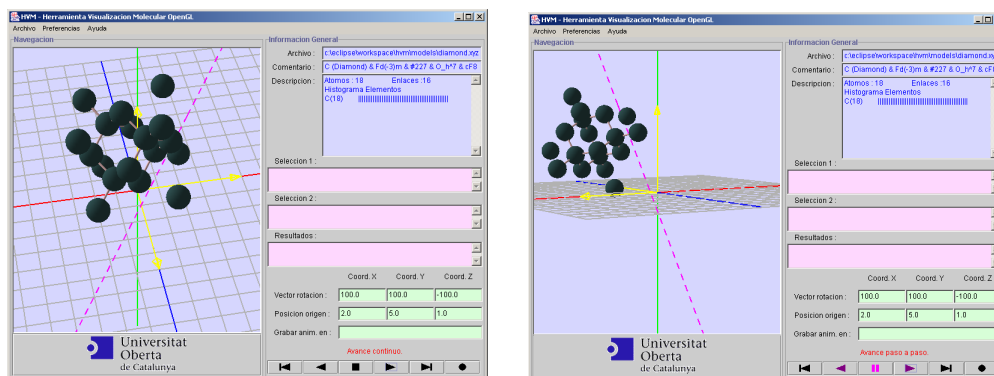 HVM - Herramienta Visualizacion Molecular OpenGL
Archivo Preferencias Ayuda
Navegacion
Informacion General
Archivo : c:\eclipse\workspace\hvm\models\diamond.xyz
Comentario : C (Diamond) & Fd(-3)m & #227 & O_h^7 & cF8
Descripcion : Atomos : 18 Enlaces :16
Histograma Elementos
C(18) ||||||||||||||||||||||||||||||||||||
Seleccion 1 :
Seleccion 2 :
Resultados :
Coord. X Coord. Y Coord. Z
Vector rotacion : 100.0 100.0 -100.0
Posicion origen : 2.0 5.0 1.0
Grabar anim. en :
Universitat
Oberta
de Catalunya
Avance continuo.
HVM - Herramienta Visualizacion Molecular OpenGL
Archivo Preferencias Ayuda
Navegacion
Informacion General
Archivo : c:\eclipse\workspace\hvm\models\diamond.xy
Comentario : C (Diamond) & Fd(-3)m & #227 & O_h^7 & cF8
Descripcion : Atomos : 18 Enlaces :16
Histograma Elementos
C(18) ||||||||||||||||||||||||||||||||||||
Seleccion 1 :
Seleccion 2 :
Resultados :
Coord. X Coord. Y Coord. Z
Vector rotacion : 100.0 100.0 -100.0
Posicion origen : 2.0 5.0 1.0
Grabar anim. en :
Universitat
Oberta
de Catalunya
Avance paso a paso.